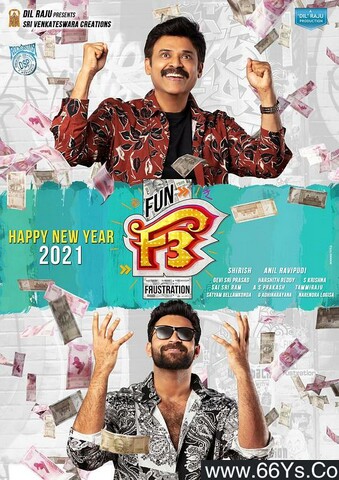 DIL RAJU PRESENTS
SRI VENKATESWARA CREATIONS
A
DIL RAJU
PRODUCTION
DSP
FUN
F3
FRUSTRATION
HAPPY NEW YEAR
2021
SHIRISH ANIL RAVIPUDI
DEVI SRI PRASAD HARSHITH REDDY S KRISHNA
SAI SRI RAM A S PRAKASH TAMMIRAJU
SATYAM BELLAMKONDA G ADINARAYANA NARENDRA LOGISA
www.66Ys.Co